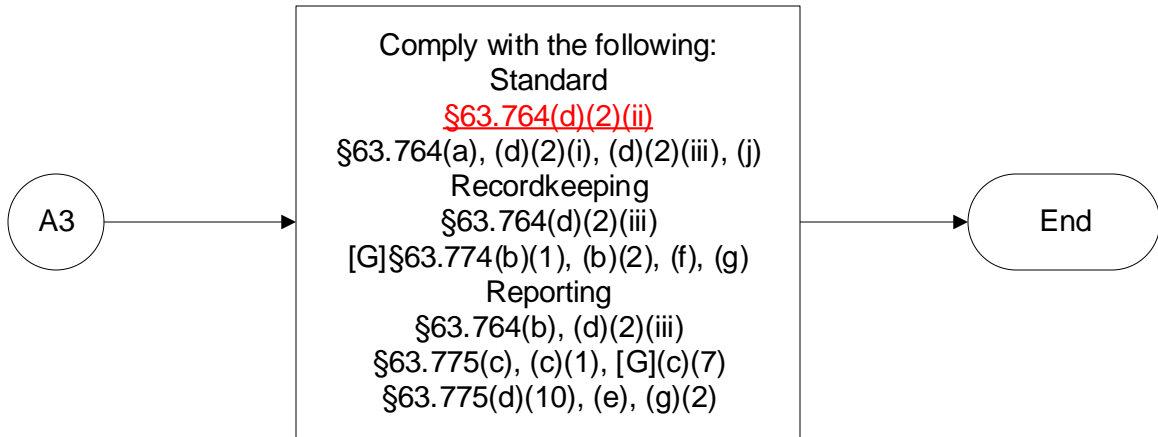 A3
Comply with the following:
Standard
§63.764(d)(2)(ii)
§63.764(a), (d)(2)(i), (d)(2)(iii), (j)
Recordkeeping
§63.764(d)(2)(iii)
[G]§63.774(b)(1), (b)(2), (f), (g)
Reporting
§63.764(b), (d)(2)(iii)
§63.775(c), (c)(1), [G](c)(7)
§63.775(d)(10), (e), (g)(2)
End